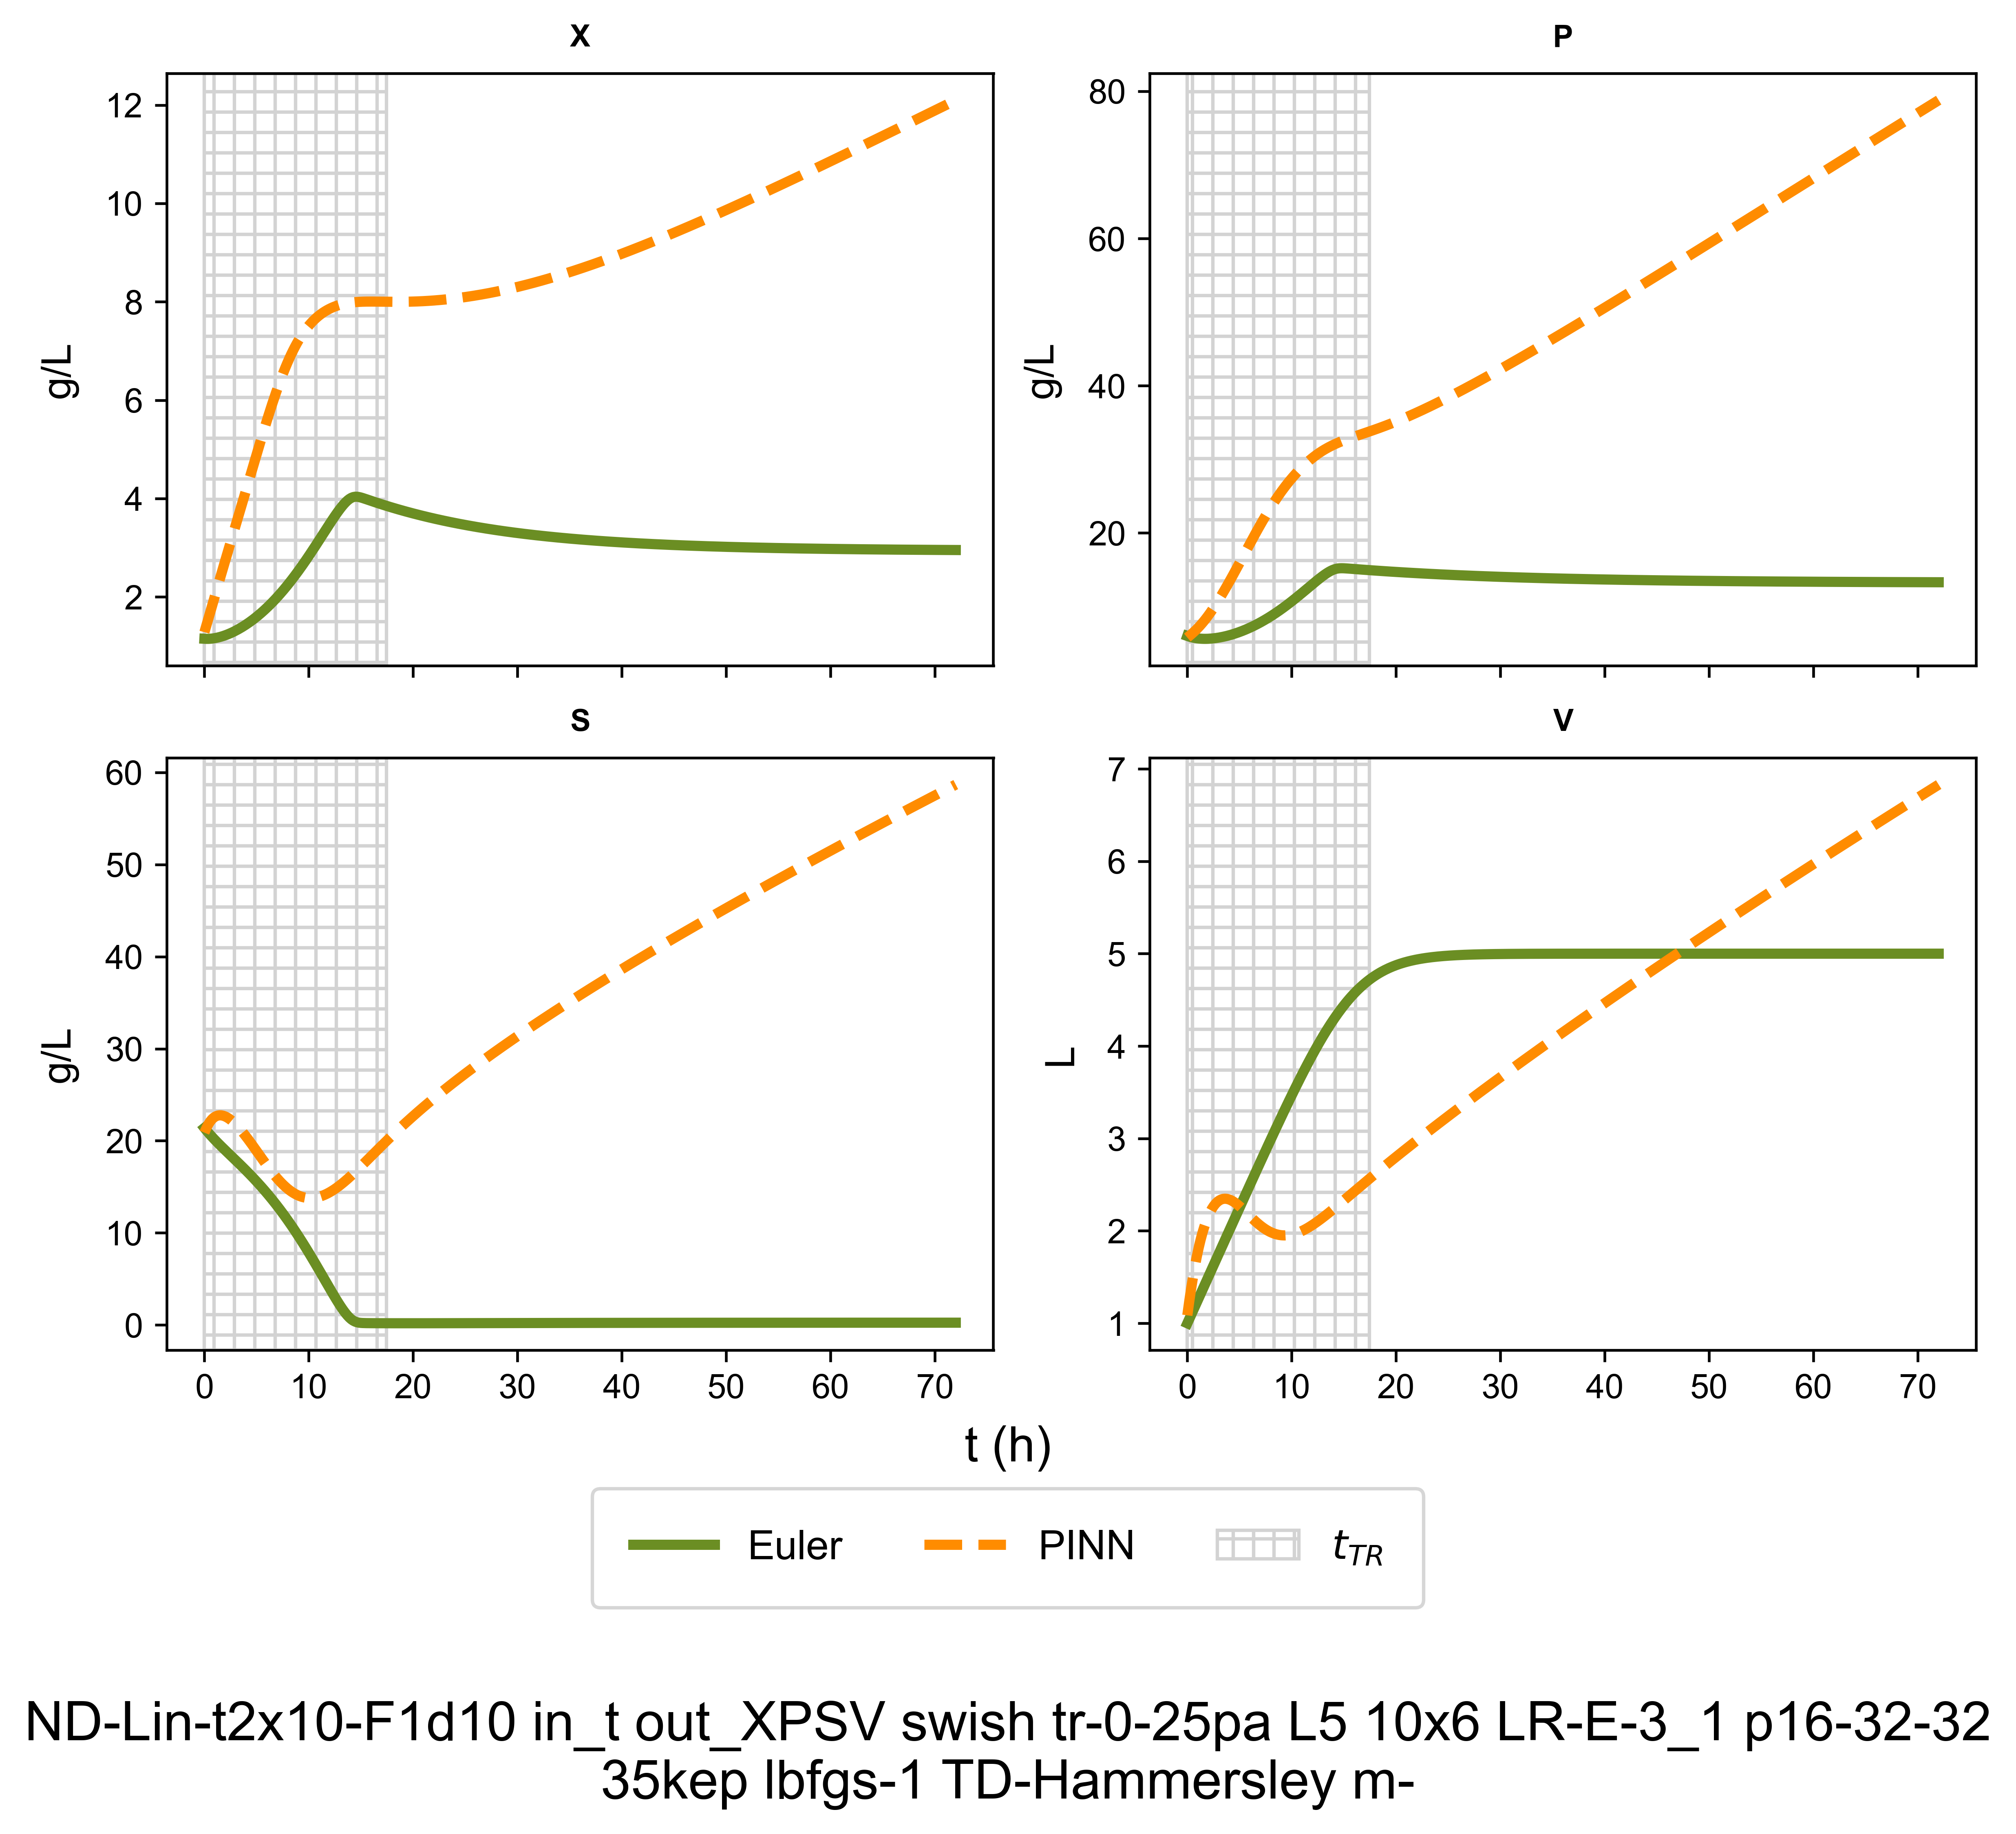 X
P
12
10
8
6
4
2
g/L
80
60
40
20
g/L
S
V
60
50
40
30
20
10
0
g/L
7
6
5
4
3
2
1
L
0 10 20 30 40 50 60 70
0 10 20 30 40 50 60 70
t (h)
Euler PINN t_TR
ND-Lin-t2x10-F1d10 in_t out_XPSV swish tr-0-25pa L5 10x6 LR-E-3_1 p16-32-32
35kep lbfgs-1 TD-Hammersley m-